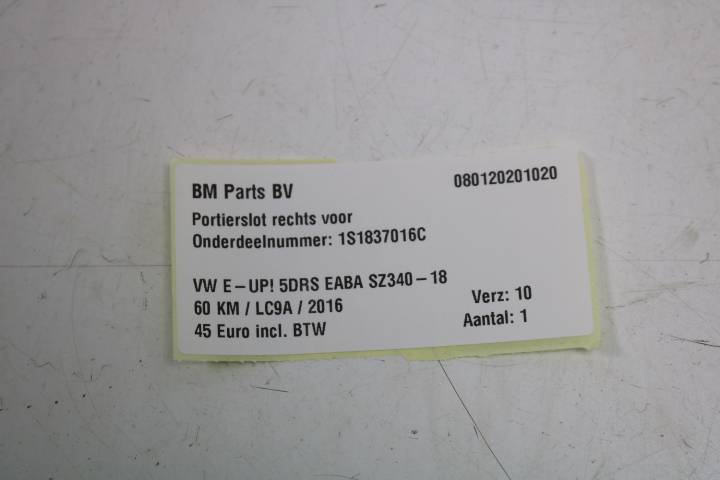 BM Parts BV
080120201020
Portierslot rechts voor
Onderdeelnummer: 1S1837016C
VW E-UP! 5DRS EABA SZ340-18
60 KM / LC9A / 2016
Verz: 10
45 Euro incl. BTW
Aantal: 1